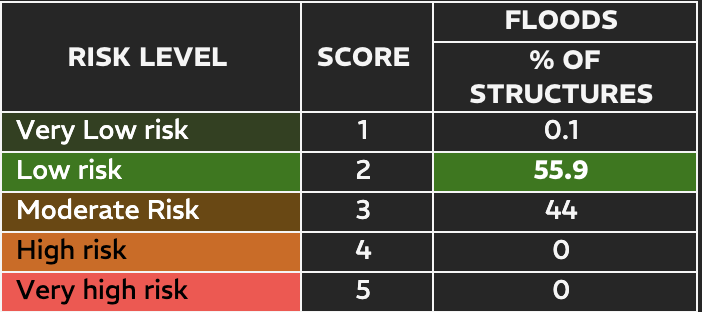 RISK LEVEL SCORE FLOODS
% OF
STRUCTURES
Very Low risk 1 0.1
Low risk 2 55.9
Moderate Risk 3 44
High risk 4 0
Very high risk 5 0